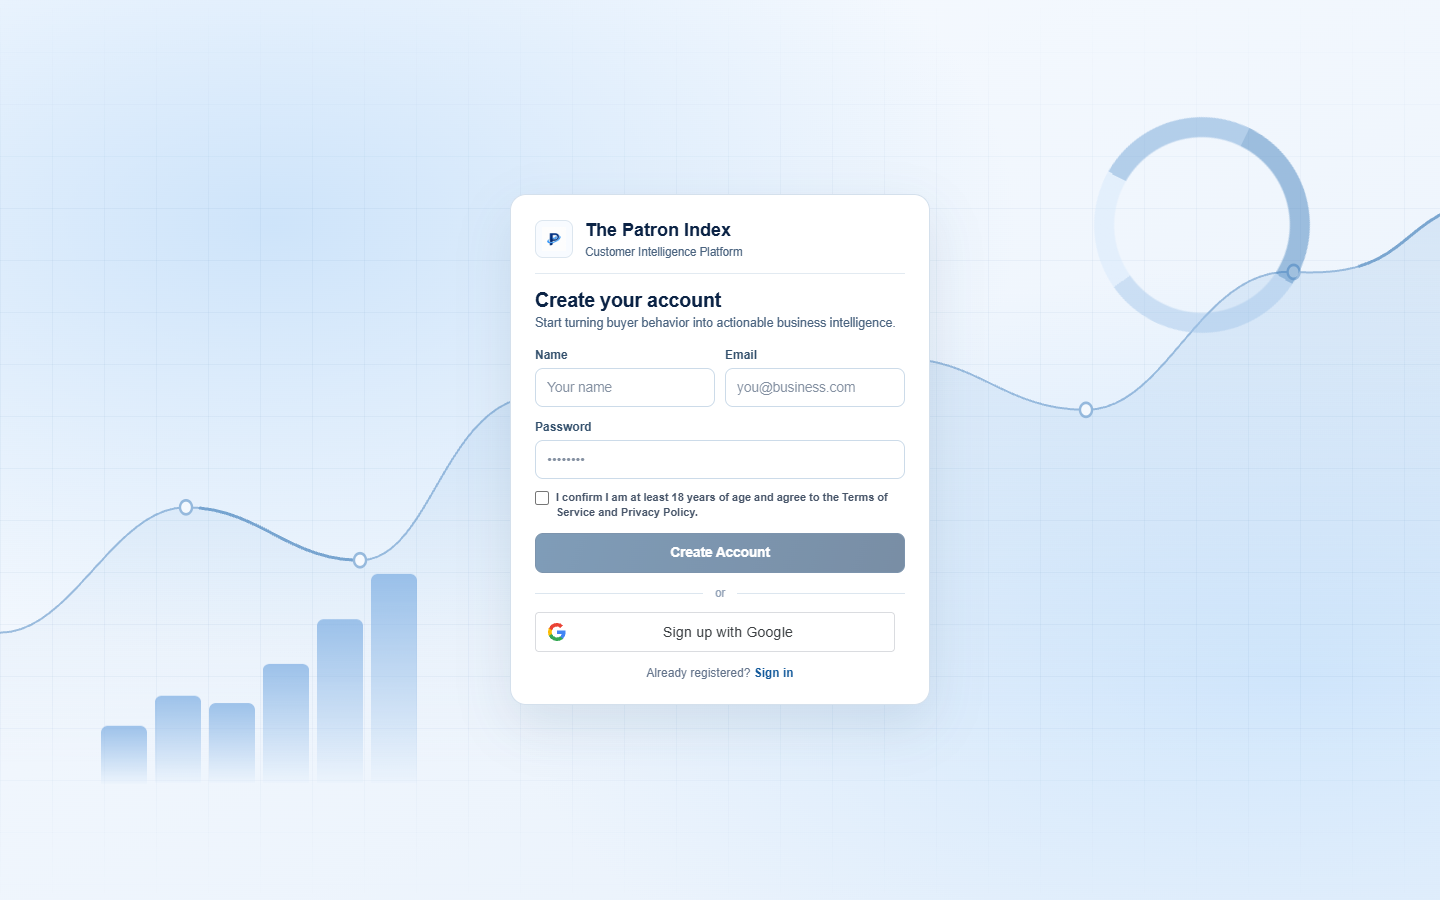 The Patron Index
Customer Intelligence Platform
Create your account
Start turning buyer behavior into actionable business intelligence.
Name
Email
Your name
you@business.com
Password
••••••••
I confirm I am at least 18 years of age and agree to the Terms of
Service and Privacy Policy.
Create Account
or
Sign up with Google
Already registered? Sign in